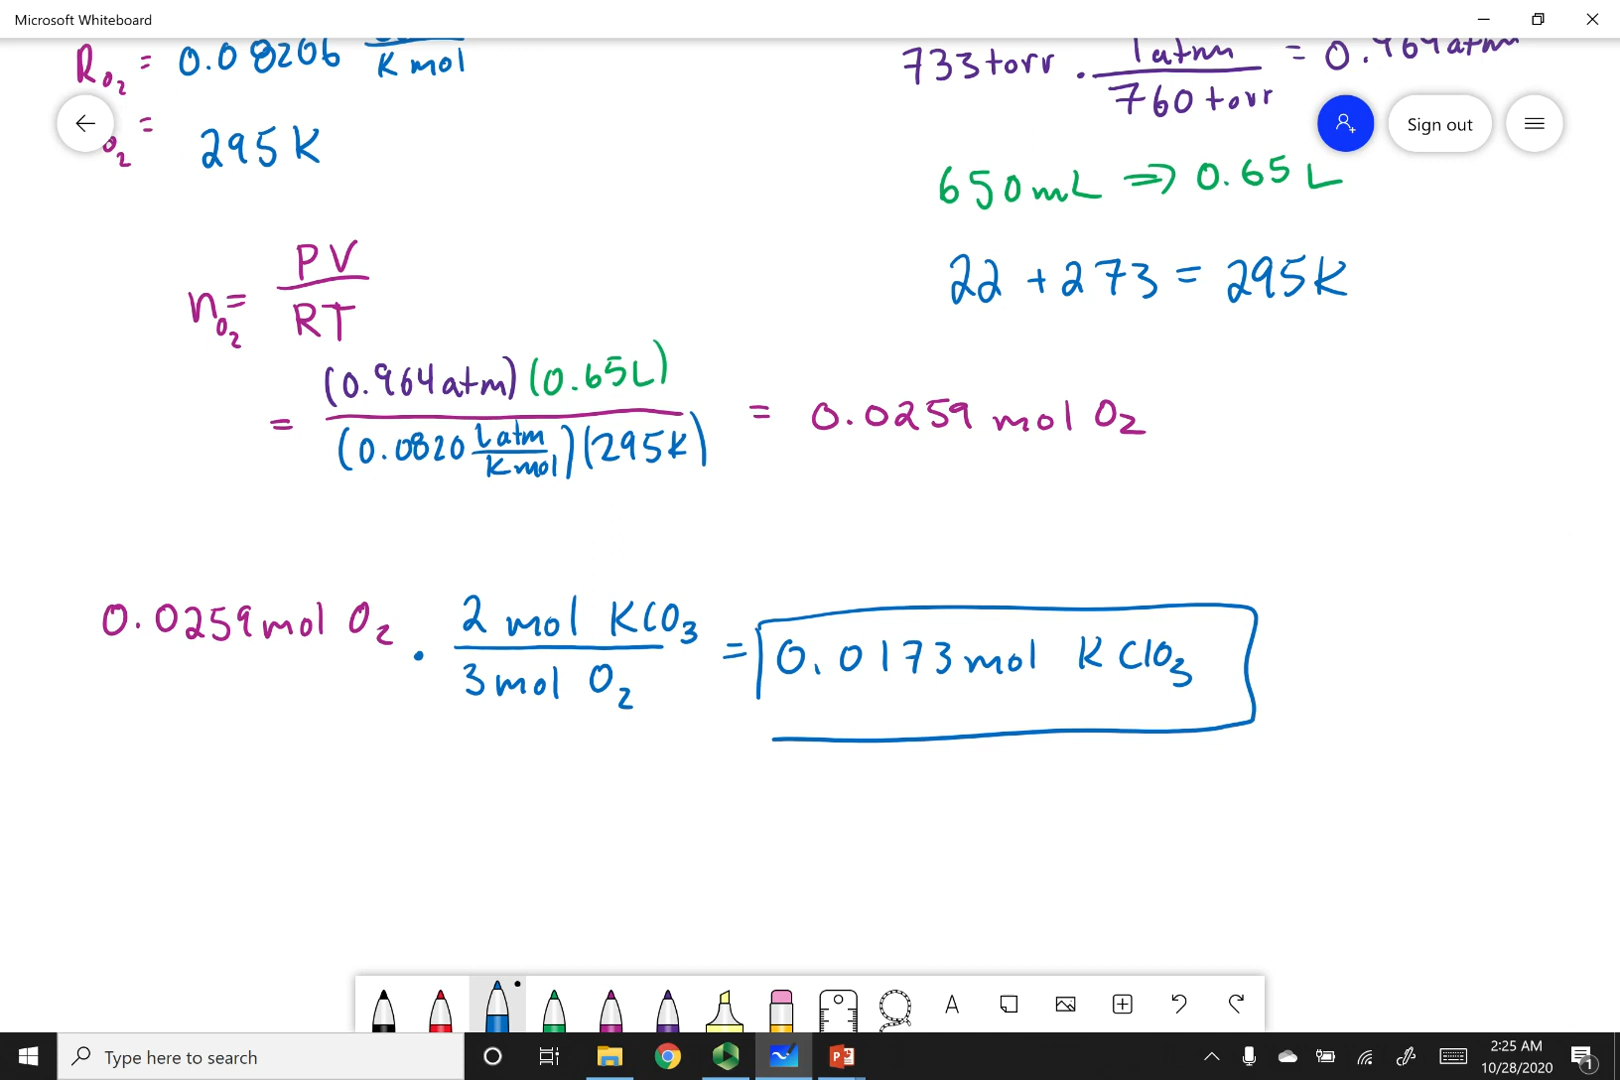 Microsoft Whiteboard
R O₂ = 0.08206 / K mol
O₂ = 295 K
733 torr · 1 atm / 760 torr = 0.964 atm
Sign out
650 mL ⇒ 0.65 L
22 + 273 = 295 K
n O₂ = PV / RT
= (0.964 atm) (0.65 L) / (0.0820 L atm / K mol) (295 K) = 0.0259 mol O₂
0.0259 mol O₂ · 2 mol KClO₃ / 3 mol O₂ = 0.0173 mol KClO₃
A
Type here to search
2:25 AM
10/28/2020
1